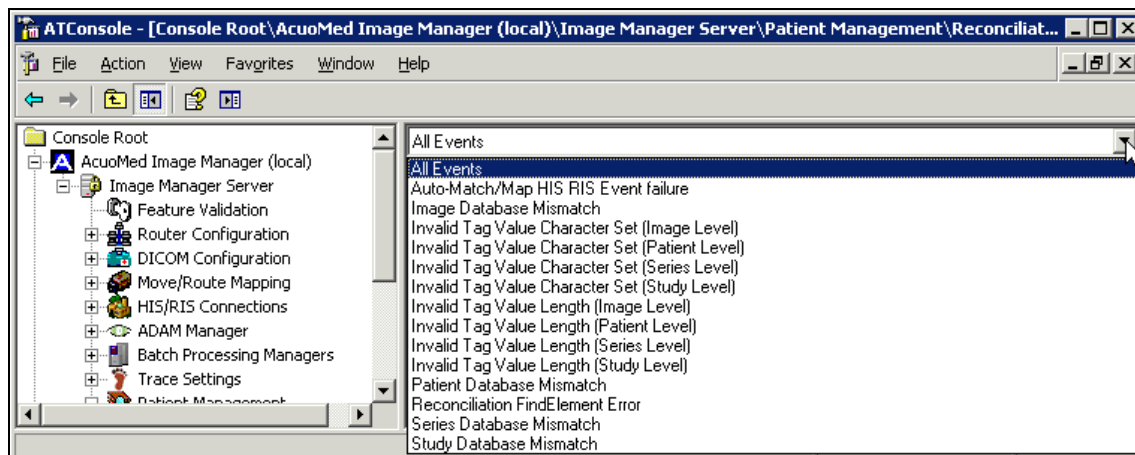 ATConsole - [Console Root\AcuoMed Image Manager (local)\Image Manager Server\Patient Management\Reconciliat...
File Action View Favorites Window Help
Console Root
AcuoMed Image Manager (local)
Image Manager Server
Feature Validation
Router Configuration
DICOM Configuration
Move/Route Mapping
HIS/RIS Connections
ADAM Manager
Batch Processing Managers
Trace Settings
Patient Management
All Events
All Events
Auto-Match/Map HIS RIS Event failure
Image Database Mismatch
Invalid Tag Value Character Set (Image Level)
Invalid Tag Value Character Set (Patient Level)
Invalid Tag Value Character Set (Series Level)
Invalid Tag Value Character Set (Study Level)
Invalid Tag Value Length (Image Level)
Invalid Tag Value Length (Patient Level)
Invalid Tag Value Length (Series Level)
Invalid Tag Value Length (Study Level)
Patient Database Mismatch
Reconciliation FindElement Error
Series Database Mismatch
Study Database Mismatch